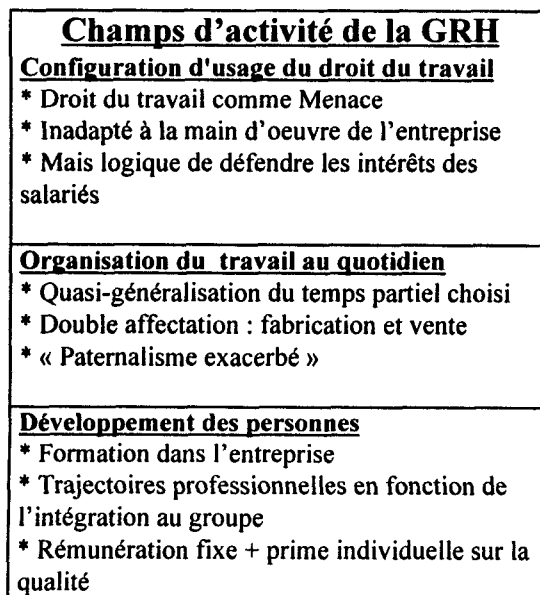 Champs d'activité de la GRH
Configuration d'usage du droit du travail
* Droit du travail comme Menace
* Inadapté à la main d'oeuvre de l'entreprise
* Mais logique de défendre les intérêts des
salariés
Organisation du travail au quotidien
* Quasi-généralisation du temps partiel choisi
* Double affectation : fabrication et vente
* « Paternalisme exacerbé »
Développement des personnes
* Formation dans l'entreprise
* Trajectoires professionnelles en fonction de
l'intégration au groupe
* Rémunération fixe + prime individuelle sur la
qualité